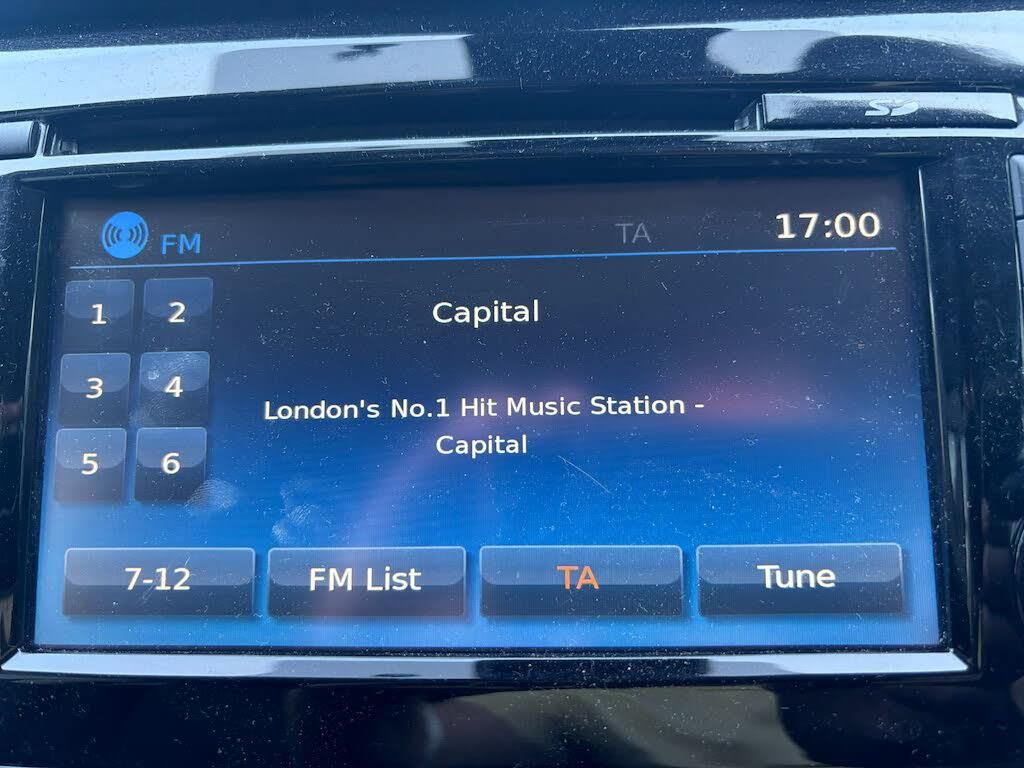 SD
FM
TA
17:00
1
2
Capital
3
4
London's No.1 Hit Music Station -
Capital
5
6
7-12
FM List
TA
Tune